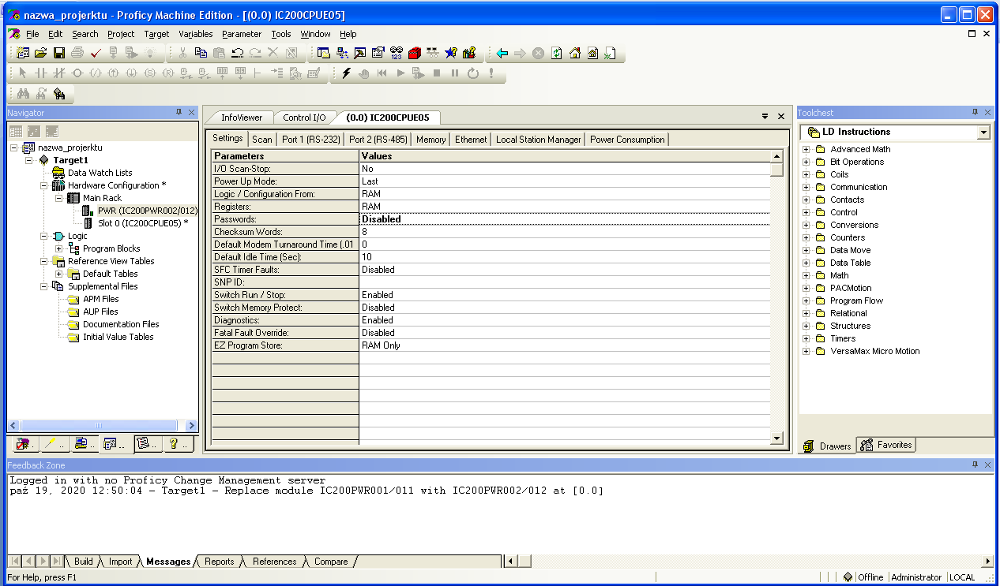 nazwa_projerktu - Proficy Machine Edition - [(0.0) IC200CPUE05]
File Edit Search Project Target Variables Parameter Tools Window Help
Navigator
nazwa_projerktu
Target1
Data Watch Lists
Hardware Configuration *
Main Rack
PWR (IC200PWR002/012)
Slot 0 (IC200CPUE05) *
Logic
Program Blocks
Reference View Tables
Default Tables
Supplemental Files
APM Files
AUP Files
Documentation Files
Initial Value Tables
InfoViewer Control I/O (0.0) IC200CPUE05
Settings Scan Port 1 (RS-232) Port 2 (RS-485) Memory Ethernet Local Station Manager Power Consumption
Parameters Values
I/O Scan-Stop: No
Power Up Mode: Last
Logic / Configuration From: RAM
Registers: RAM
Passwords: Disabled
Checksum Words: 8
Default Modem Turnaround Time (.01 0
Default Idle Time (Sec): 10
SFC Timer Faults: Disabled
SNP ID:
Switch Run / Stop: Enabled
Switch Memory Protect: Disabled
Diagnostics: Enabled
Fatal Fault Override: Disabled
EZ Program Store: RAM Only
Toolchest
LD Instructions
Advanced Math
Bit Operations
Coils
Communication
Contacts
Control
Conversions
Counters
Data Move
Data Table
Math
PACMotion
Program Flow
Relational
Structures
Timers
VersaMax Micro Motion
Drawers Favorites
Feedback Zone
Logged in with no Proficy Change Management server
paź 19, 2020 12:50:04 - Target1 - Replace module IC200PWR001/011 with IC200PWR002/012 at [0.0]
Build Import Messages Reports References Compare
For Help, press F1
Offline Administrator LOCAL